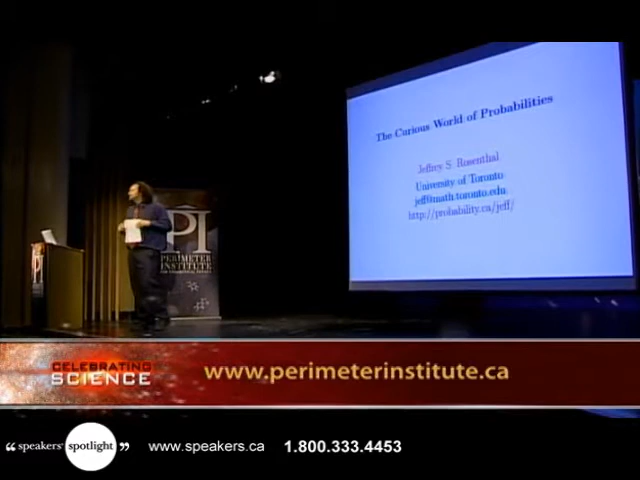 The Curious World of Probabilities
Jeffrey S. Rosenthal
University of Toronto
jeff@math.toronto.edu
http://probability.ca/jeff/
PI
PERIMETER
INSTITUTE
CELEBRATING
SCIENCE
www.perimeterinstitute.ca
“speakers' spotlight”
www.speakers.ca
1.800.333.4453